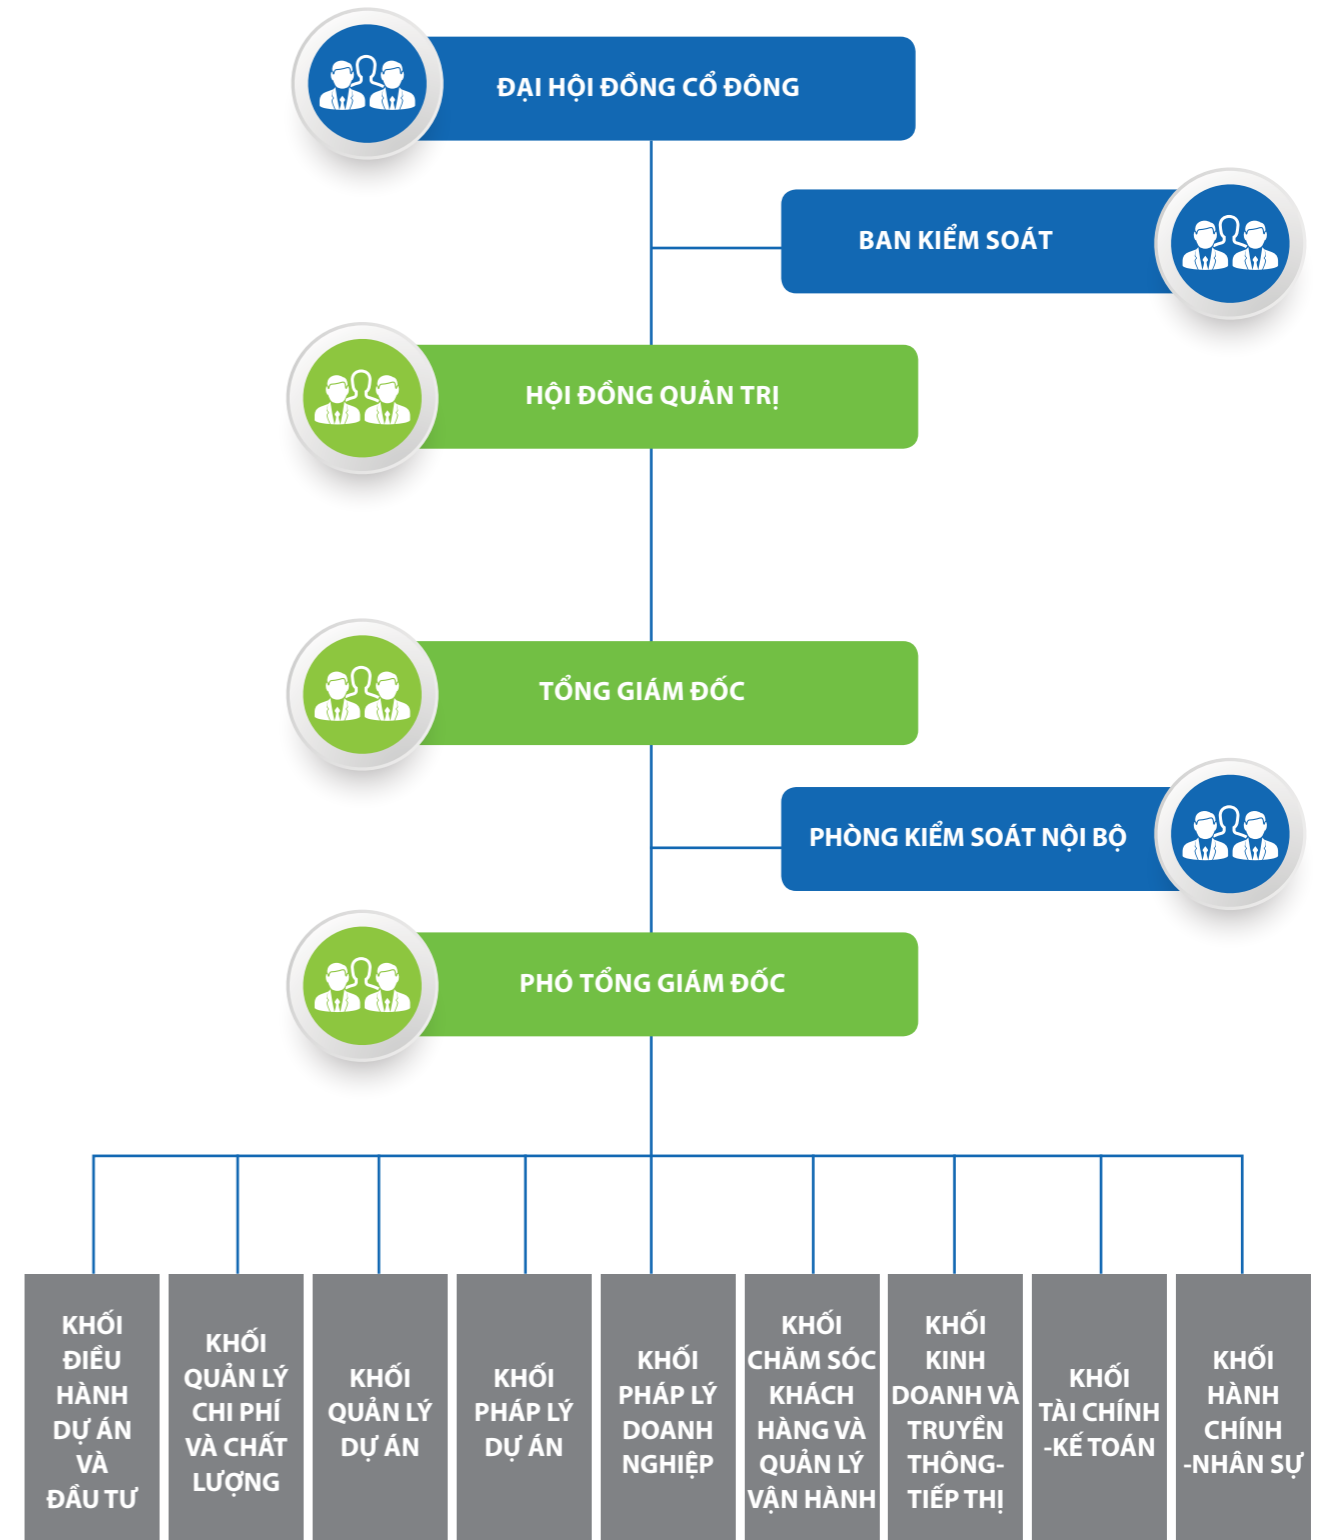 ĐẠI HỘI ĐỒNG CỔ ĐÔNG
BAN KIỂM SOÁT
HỘI ĐỒNG QUẢN TRỊ
TỔNG GIÁM ĐỐC
PHÒNG KIỂM SOÁT NỘI BỘ
PHÓ TỔNG GIÁM ĐỐC
KHỐI
ĐIỀU
HÀNH
DỰ ÁN
VÀ
ĐẦU TƯ
KHỐI
QUẢN LÝ
CHI PHÍ
VÀ CHẤT
LƯỢNG
KHỐI
QUẢN LÝ
DỰ ÁN
KHỐI
PHÁP LÝ
DỰ ÁN
KHỐI
PHÁP LÝ
DOANH
NGHIỆP
KHỐI
CHĂM SÓC
KHÁCH
HÀNG VÀ
QUẢN LÝ
VẬN HÀNH
KHỐI
KINH
DOANH VÀ
TRUYỀN
THÔNG-
TIẾP THỊ
KHỐI
TÀI CHÍNH
-KẾ TOÁN
KHỐI
HÀNH
CHÍNH
-NHÂN SỰ